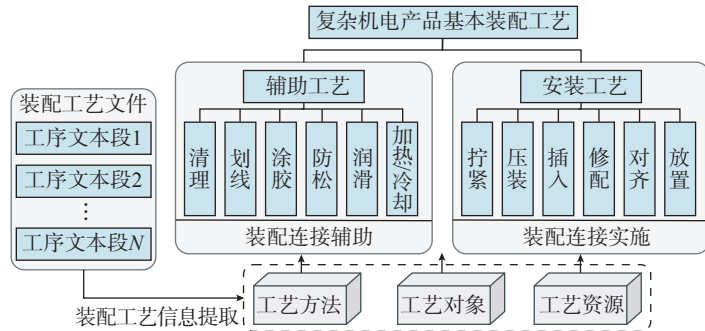 复杂机电产品基本装配工艺
辅助工艺
安装工艺
装配工艺文件
工序文本段1
工序文本段2
⋮
工序文本段N
清理
划线
涂胶
防松
润滑
加热/冷却
拧紧
压装
插入
修配
对齐
放置
装配连接辅助
装配连接实施
装配工艺信息提取
工艺方法
工艺对象
工艺资源